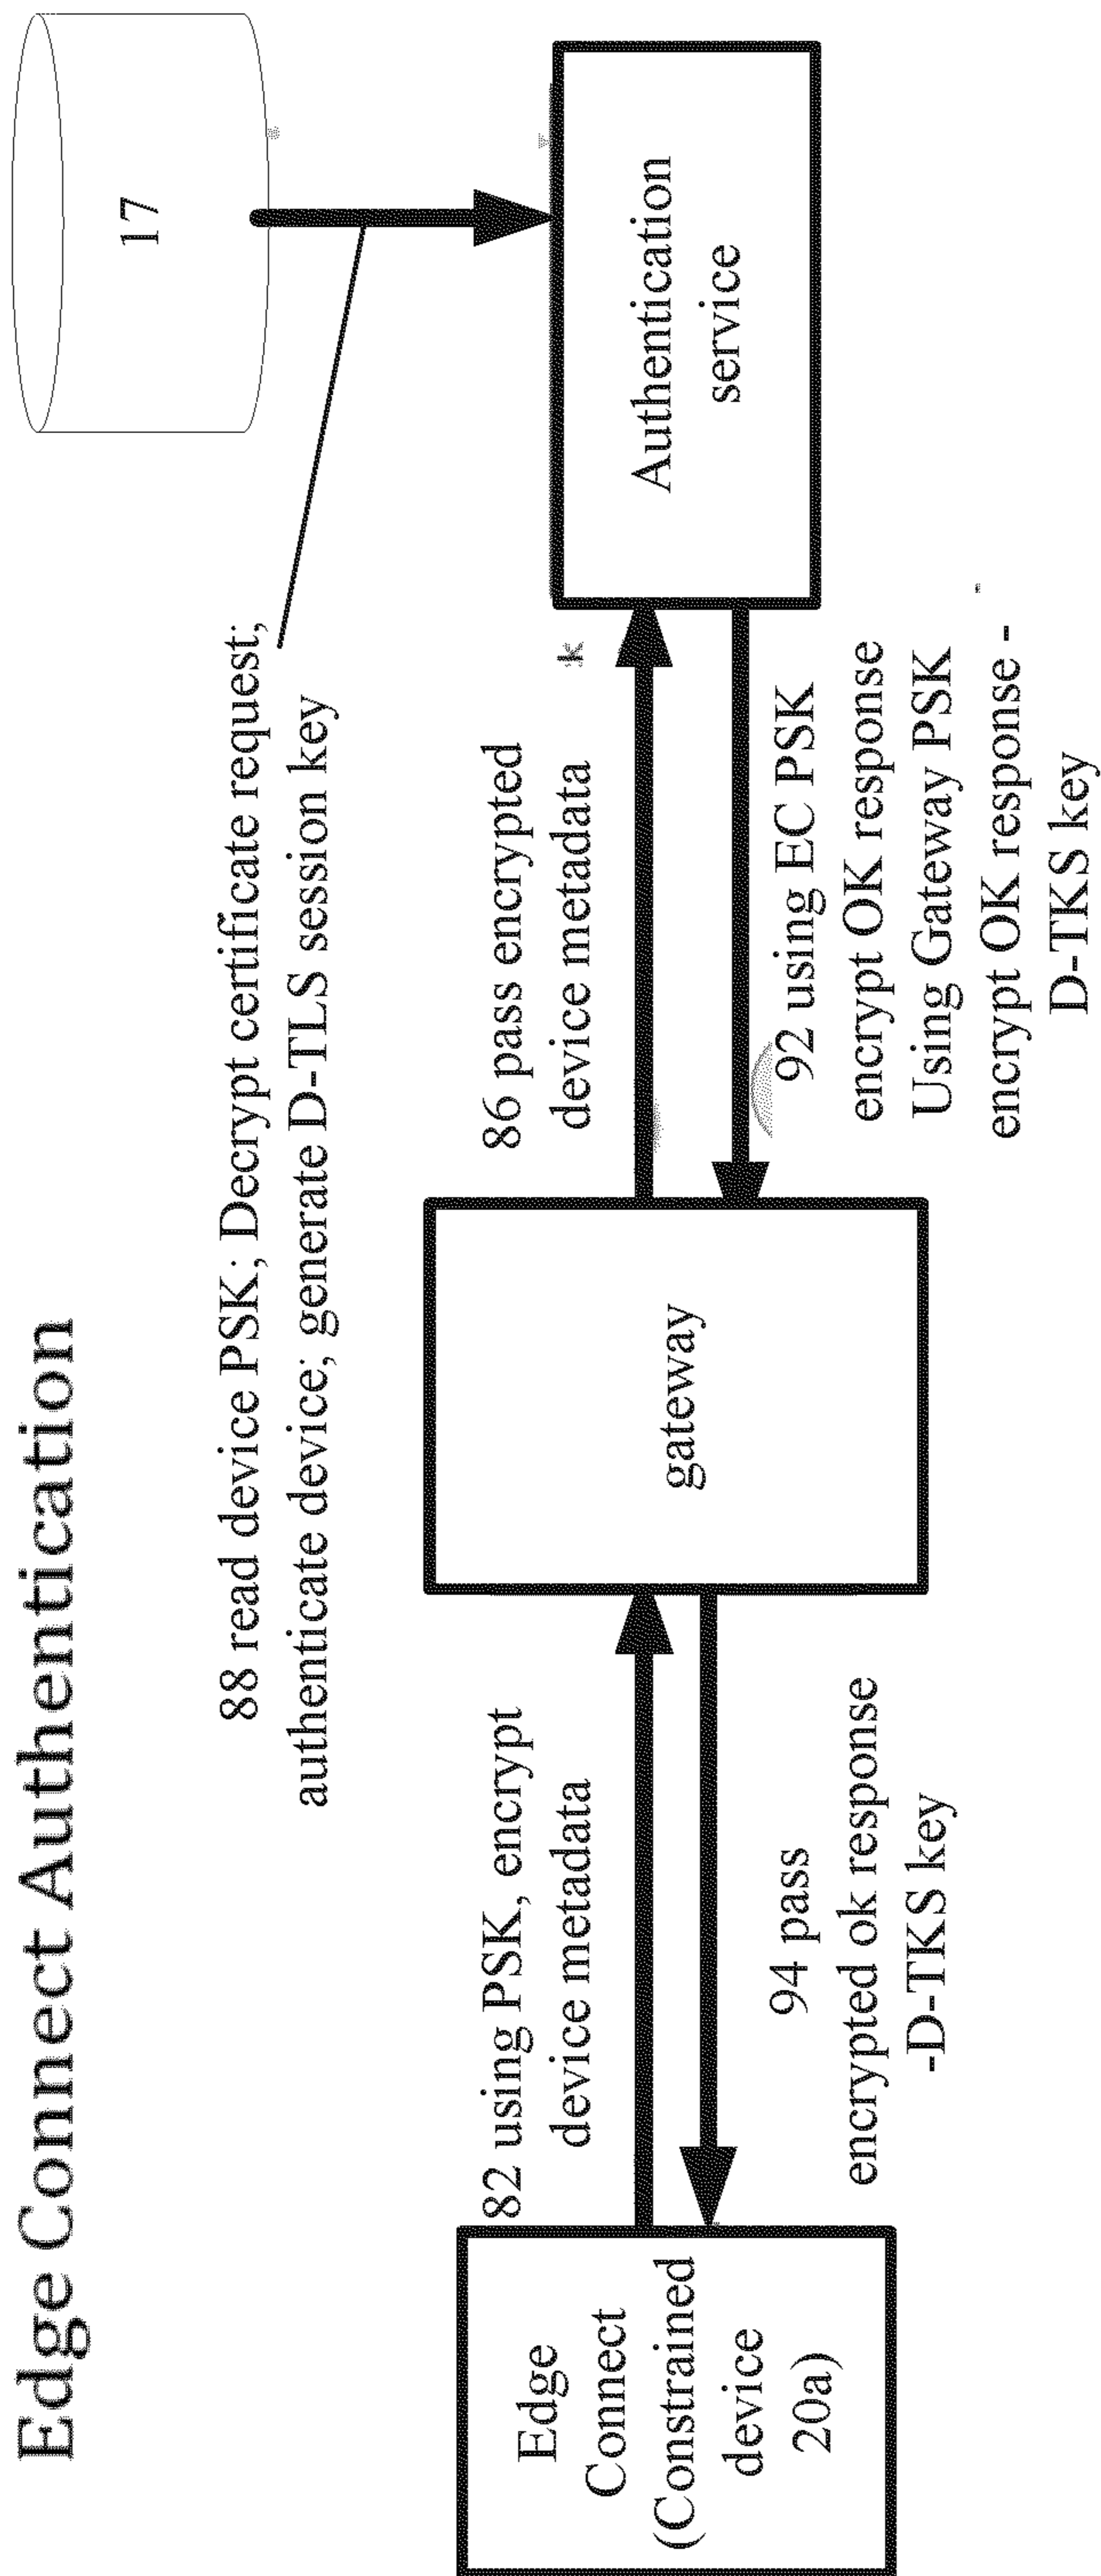 Edge Connect Authentication
17
88 read device PSK; Decrypt certificate request;
authenticate device; generate D-TLS session key
82 using PSK, encrypt
device metadata
86 pass encrypted
device metadata
Edge
Connect
(Constrained
device
20a)
gateway
Authentication
service
94 pass
encrypted ok response
-D-TKS key
92 using EC PSK
encrypt OK response
Using Gateway PSK
encrypt OK response -
D-TKS key
k